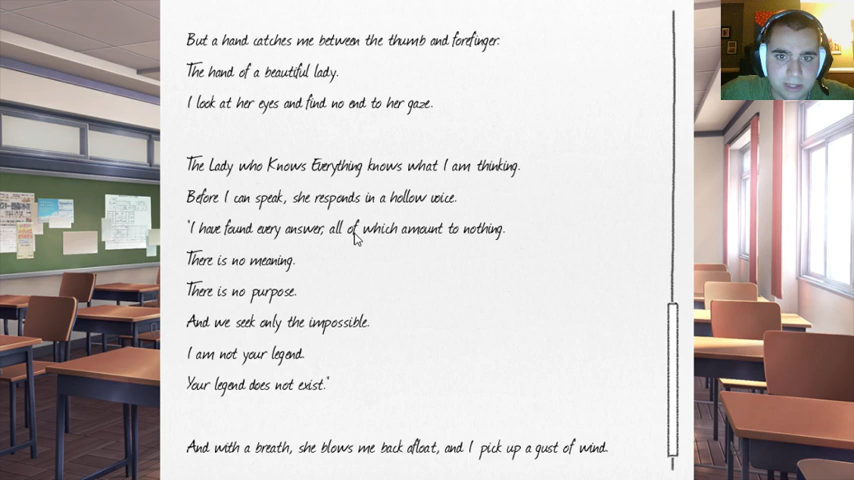 But a hand catches me between the thumb and forefinger.
The hand of a beautiful lady.
I look at her eyes and find no end to her gaze.
The Lady who Knows Everything knows what I am thinking.
Before I can speak, she responds in a hollow voice.
"I have found every answer, all of which amount to nothing.
There is no meaning.
There is no purpose.
And we seek only the impossible.
I am not your legend.
Your legend does not exist."
And with a breath, she blows me back afloat, and I pick up a gust of wind.